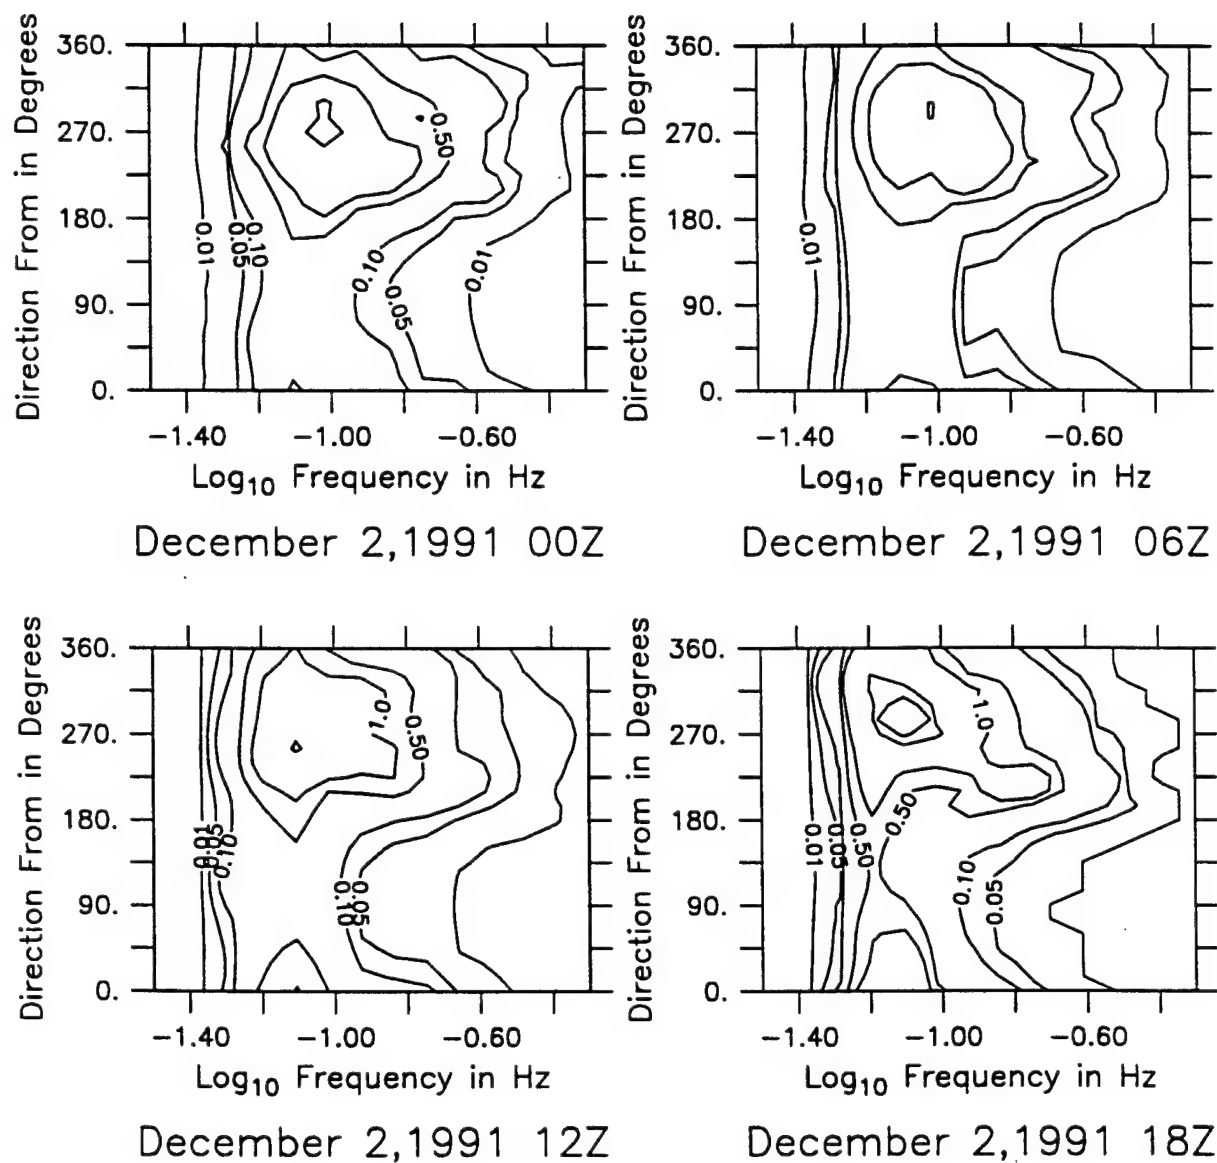 Direction From in Degrees
360.
270.
180.
90.
0.
0.01
0.05
0.10
0.50
0.10
0.05
0.01
-1.40 -1.00 -0.60
Log10 Frequency in Hz
December 2,1991 00Z
Direction From in Degrees
360.
270.
180.
90.
0.
0.01
-1.40 -1.00 -0.60
Log10 Frequency in Hz
December 2,1991 06Z
Direction From in Degrees
360.
270.
180.
90.
0.
0.01
0.05
0.10
1.0
0.50
0.10
0.05
-1.40 -1.00 -0.60
Log10 Frequency in Hz
December 2,1991 12Z
Direction From in Degrees
360.
270.
180.
90.
0.
0.01
0.05
0.50
0.50
1.0
0.10
0.05
-1.40 -1.00 -0.60
Log10 Frequency in Hz
December 2,1991 18Z